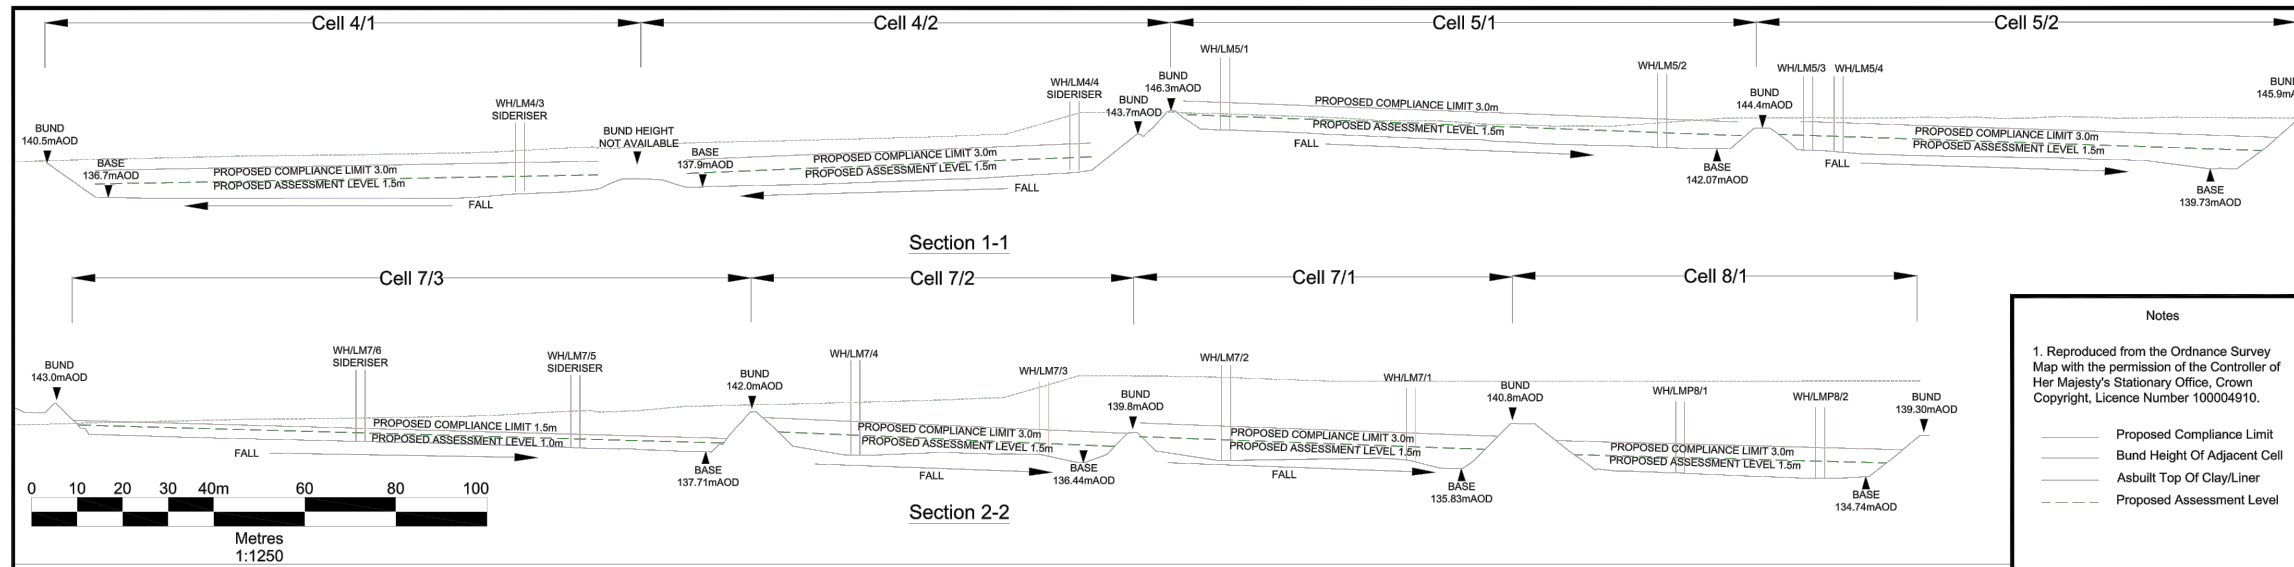 Cell 4/1
Cell 4/2
Cell 5/1
Cell 5/2
WH/LM4/3
SIDERISER
WH/LM4/4
SIDERISER
WH/LM5/1
WH/LM5/2
WH/LM5/3
WH/LM5/4
BUND
140.5mAOD
BASE
136.7mAOD
BUND HEIGHT
NOT AVAILABLE
BASE
137.9mAOD
BUND
143.7mAOD
BUND
146.3mAOD
BUND
144.4mAOD
BUND
PROPOSED COMPLIANCE LIMIT 3.0m
PROPOSED ASSESSMENT LEVEL 1.5m
FALL
PROPOSED COMPLIANCE LIMIT 3.0m
PROPOSED ASSESSMENT LEVEL 1.5m
FALL
PROPOSED COMPLIANCE LIMIT 3.0m
PROPOSED ASSESSMENT LEVEL 1.5m
FALL
BASE
142.07mAOD
PROPOSED COMPLIANCE LIMIT 3.0m
PROPOSED ASSESSMENT LEVEL 1.5m
FALL
BASE
139.73mAOD
Section 1-1
Cell 7/3
Cell 7/2
Cell 7/1
Cell 8/1
BUND
143.0mAOD
WH/LM7/6
SIDERISER
WH/LM7/5
SIDERISER
BUND
142.0mAOD
WH/LM7/4
WH/LM7/3
BUND
139.8mAOD
WH/LM7/2
WH/LM7/1
BUND
140.8mAOD
WH/LMP8/1
WH/LMP8/2
BUND
139.30mAOD
PROPOSED COMPLIANCE LIMIT 1.5m
PROPOSED ASSESSMENT LEVEL 1.0m
FALL
BASE
137.71mAOD
PROPOSED COMPLIANCE LIMIT 3.0m
PROPOSED ASSESSMENT LEVEL 1.5m
FALL
BASE
136.44mAOD
PROPOSED COMPLIANCE LIMIT 3.0m
PROPOSED ASSESSMENT LEVEL 1.5m
FALL
BASE
135.83mAOD
PROPOSED COMPLIANCE LIMIT 3.0m
PROPOSED ASSESSMENT LEVEL 1.5m
BASE
134.74mAOD
0 10 20 30 40m 60 80 100
Metres
1:1250
Section 2-2
Notes
1. Reproduced from the Ordnance Survey
Map with the permission of the Controller of
Her Majesty's Stationary Office, Crown
Copyright, Licence Number 100004910.
Proposed Compliance Limit
Bund Height Of Adjacent Cell
Asbuilt Top Of Clay/Liner
Proposed Assessment Level